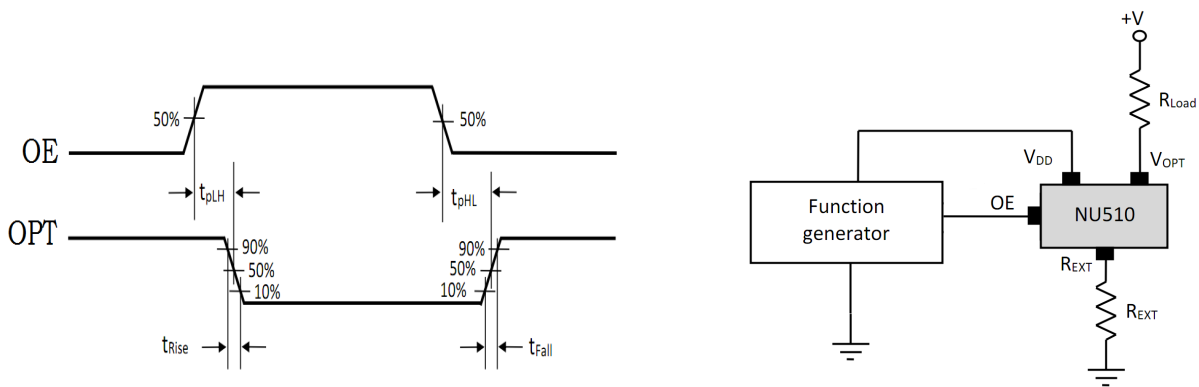 50%
50%
OE
tpLH
tpHL
OPT
90%
50%
10%
90%
50%
10%
tRise
tFall
+V
RLoad
VDD
VOPT
Function
generator
OE
NU510
REXT
REXT